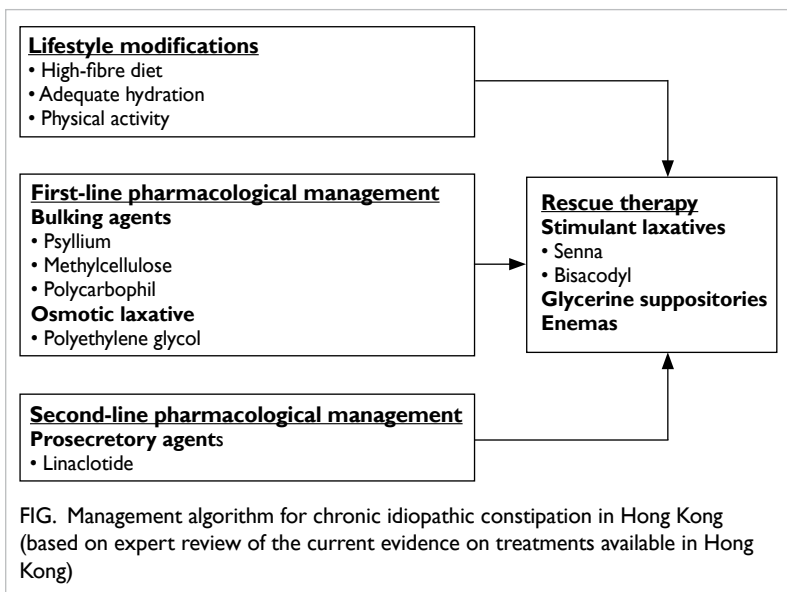 Lifestyle modifications
• High-fibre diet
• Adequate hydration
• Physical activity
First-line pharmacological management
Bulking agents
• Psyllium
• Methylcellulose
• Polycarbophil
Osmotic laxative
• Polyethylene glycol
Second-line pharmacological management
Prosecretory agents
• Linaclotide
Rescue therapy
Stimulant laxatives
• Senna
• Bisacodyl
Glycerine suppositories
Enemas
FIG. Management algorithm for chronic idiopathic constipation in Hong Kong
(based on expert review of the current evidence on treatments available in Hong
Kong)